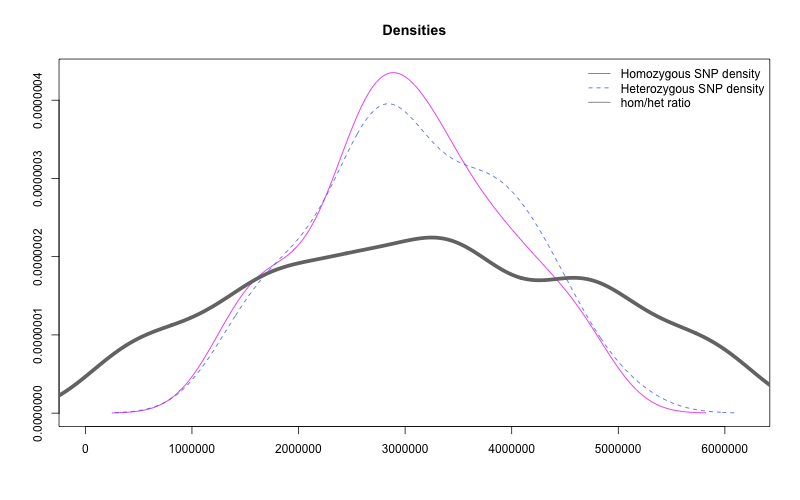 Densities
Homozygous SNP density
Heterozygous SNP density
hom/het ratio
0.0000004
0.0000003
0.0000002
0.0000001
0.0000000
0 1000000 2000000 3000000 4000000 5000000 6000000